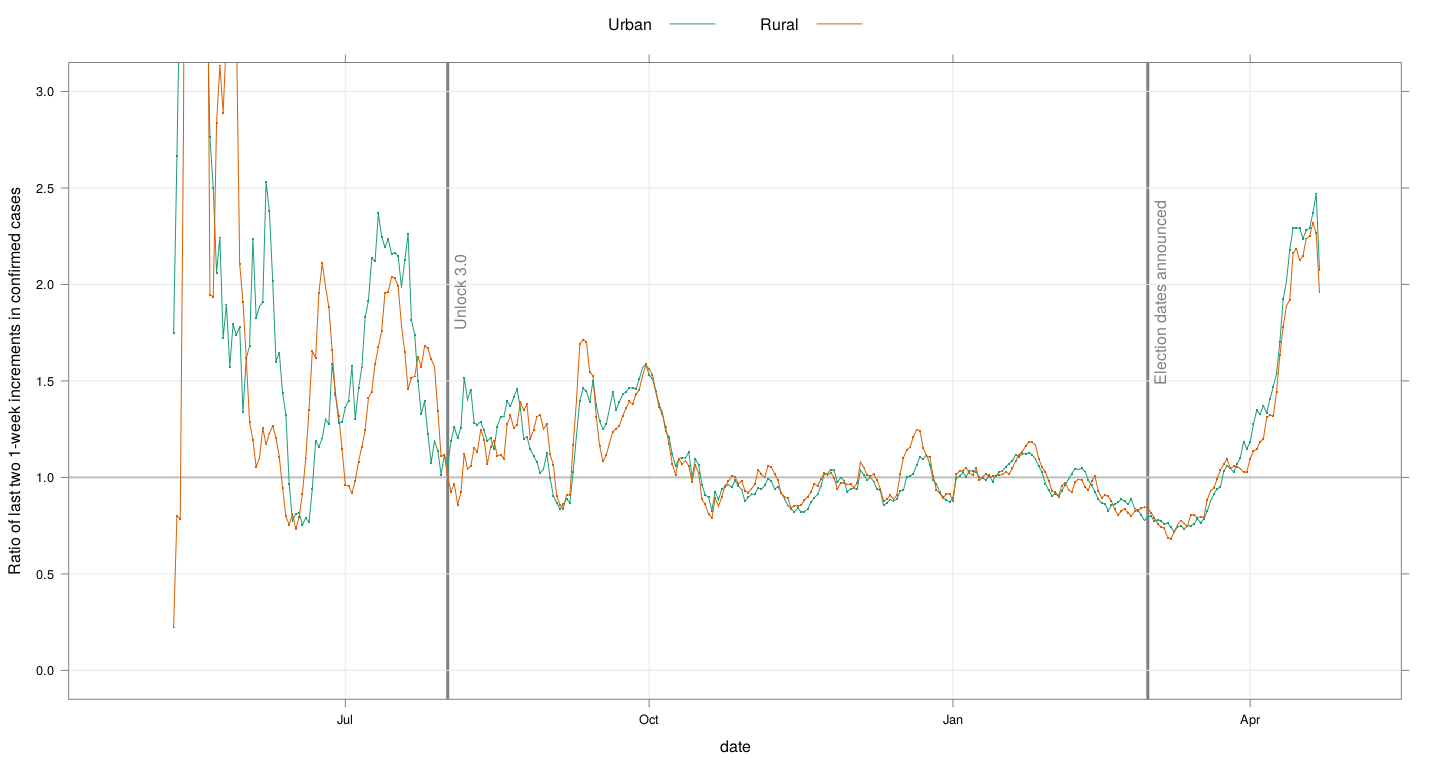 Urban
Rural
Ratio of last two 1-week increments in confirmed cases
3.0
2.5
2.0
1.5
1.0
0.5
0.0
Unlock 3.0
Election dates announced
Jul
Oct
Jan
Apr
date